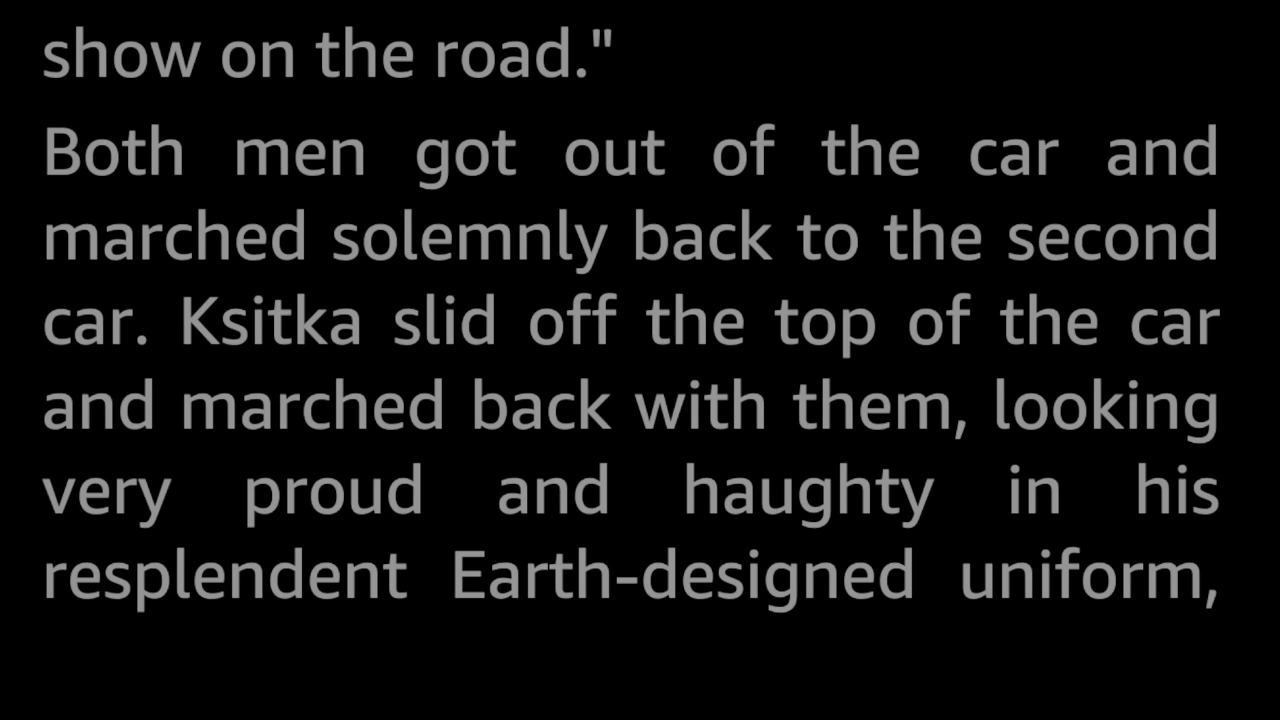 show on the road."
Both men got out of the car and
marched solemnly back to the second
car. Ksitka slid off the top of the car
and marched back with them, looking
very proud and haughty in his
resplendent Earth-designed uniform,